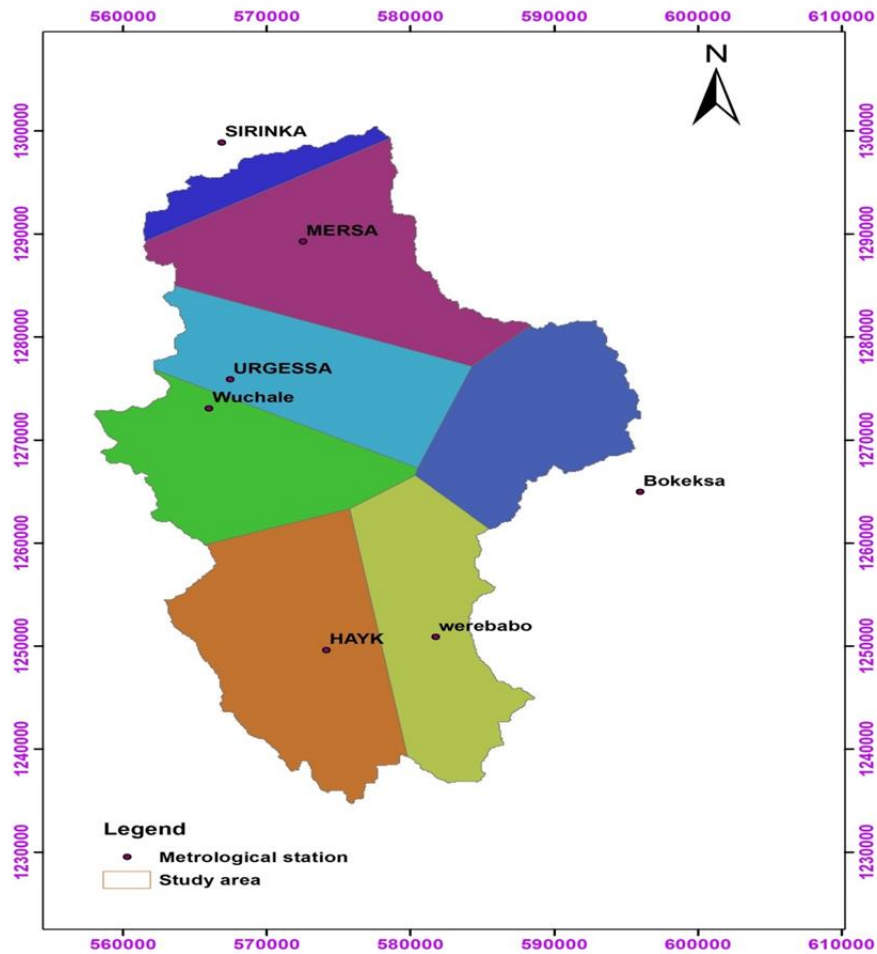 560000 570000 580000 590000 600000 610000
N
1300000 1300000
SIRINKA
1290000 1290000
MERSA
1280000 1280000
URGESSA
Wuchale
1270000 1270000
Bokeksa
1260000 1260000
werebabo
HAYK
1250000 1250000
1240000 1240000
Legend
1230000 1230000
Metrological station
Study area
560000 570000 580000 590000 600000 610000